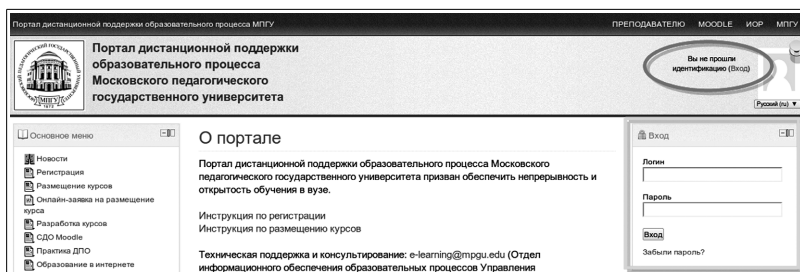 Портал дистанционной поддержки образовательного процесса МПГУ
ПРЕПОДАВАТЕЛЮ MOODLE ИОР МПГУ
Портал дистанционной поддержки
образовательного процесса
Московского педагогического
государственного университета
Вы не прошли
идентификацию (Вход)
Русский (ru)
Основное меню
Новости
Регистрация
Размещение курсов
Онлайн-заявка на размещение
курса
Разработка курсов
СДО Moodle
Практика ДПО
Образование в интернете
О портале
Портал дистанционной поддержки образовательного процесса Московского
педагогического государственного университета призван обеспечить непрерывность и
открытость обучения в вузе.
Инструкция по регистрации
Инструкция по размещению курсов
Техническая поддержка и консультирование: e-learning@mpgu.edu (Отдел
информационного обеспечения образовательных процессов Управления
Вход
Логин
Пароль
Вход
Забыли пароль?